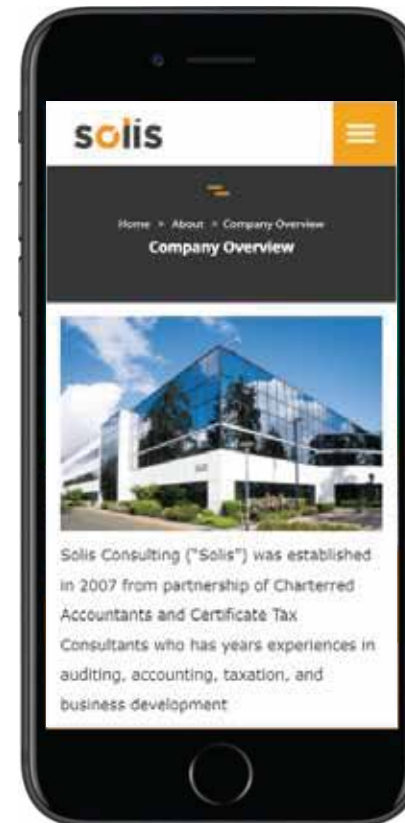 solis
Home » About » Company Overview
Company Overview
Solis Consulting ("Solis") was established
in 2007 from partnership of Charterred
Accountants and Certificate Tax
Consultants who has years experiences in
auditing, accounting, taxation, and
business development